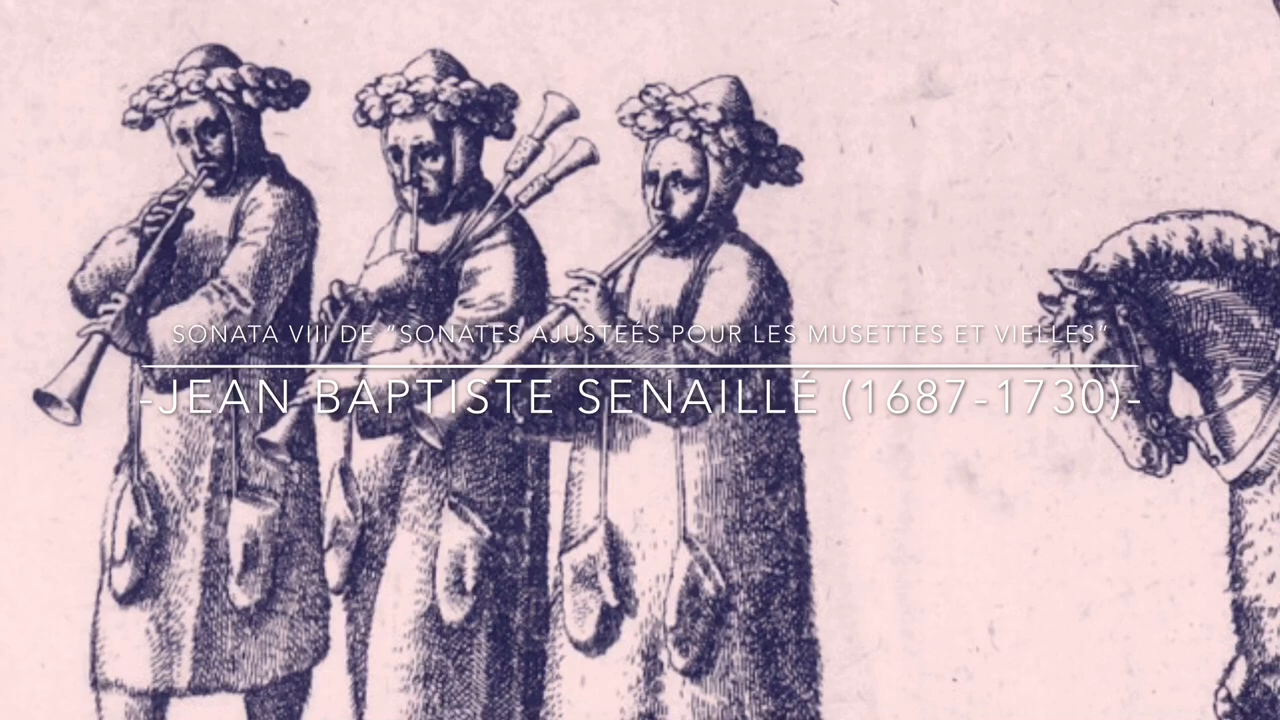 SONATA VIII DE "SONATES AJUSTEÉS POUR LES MUSETTES ET VIELLES"
-JEAN BAPTISTE SENAILLÉ (1687-1730)-